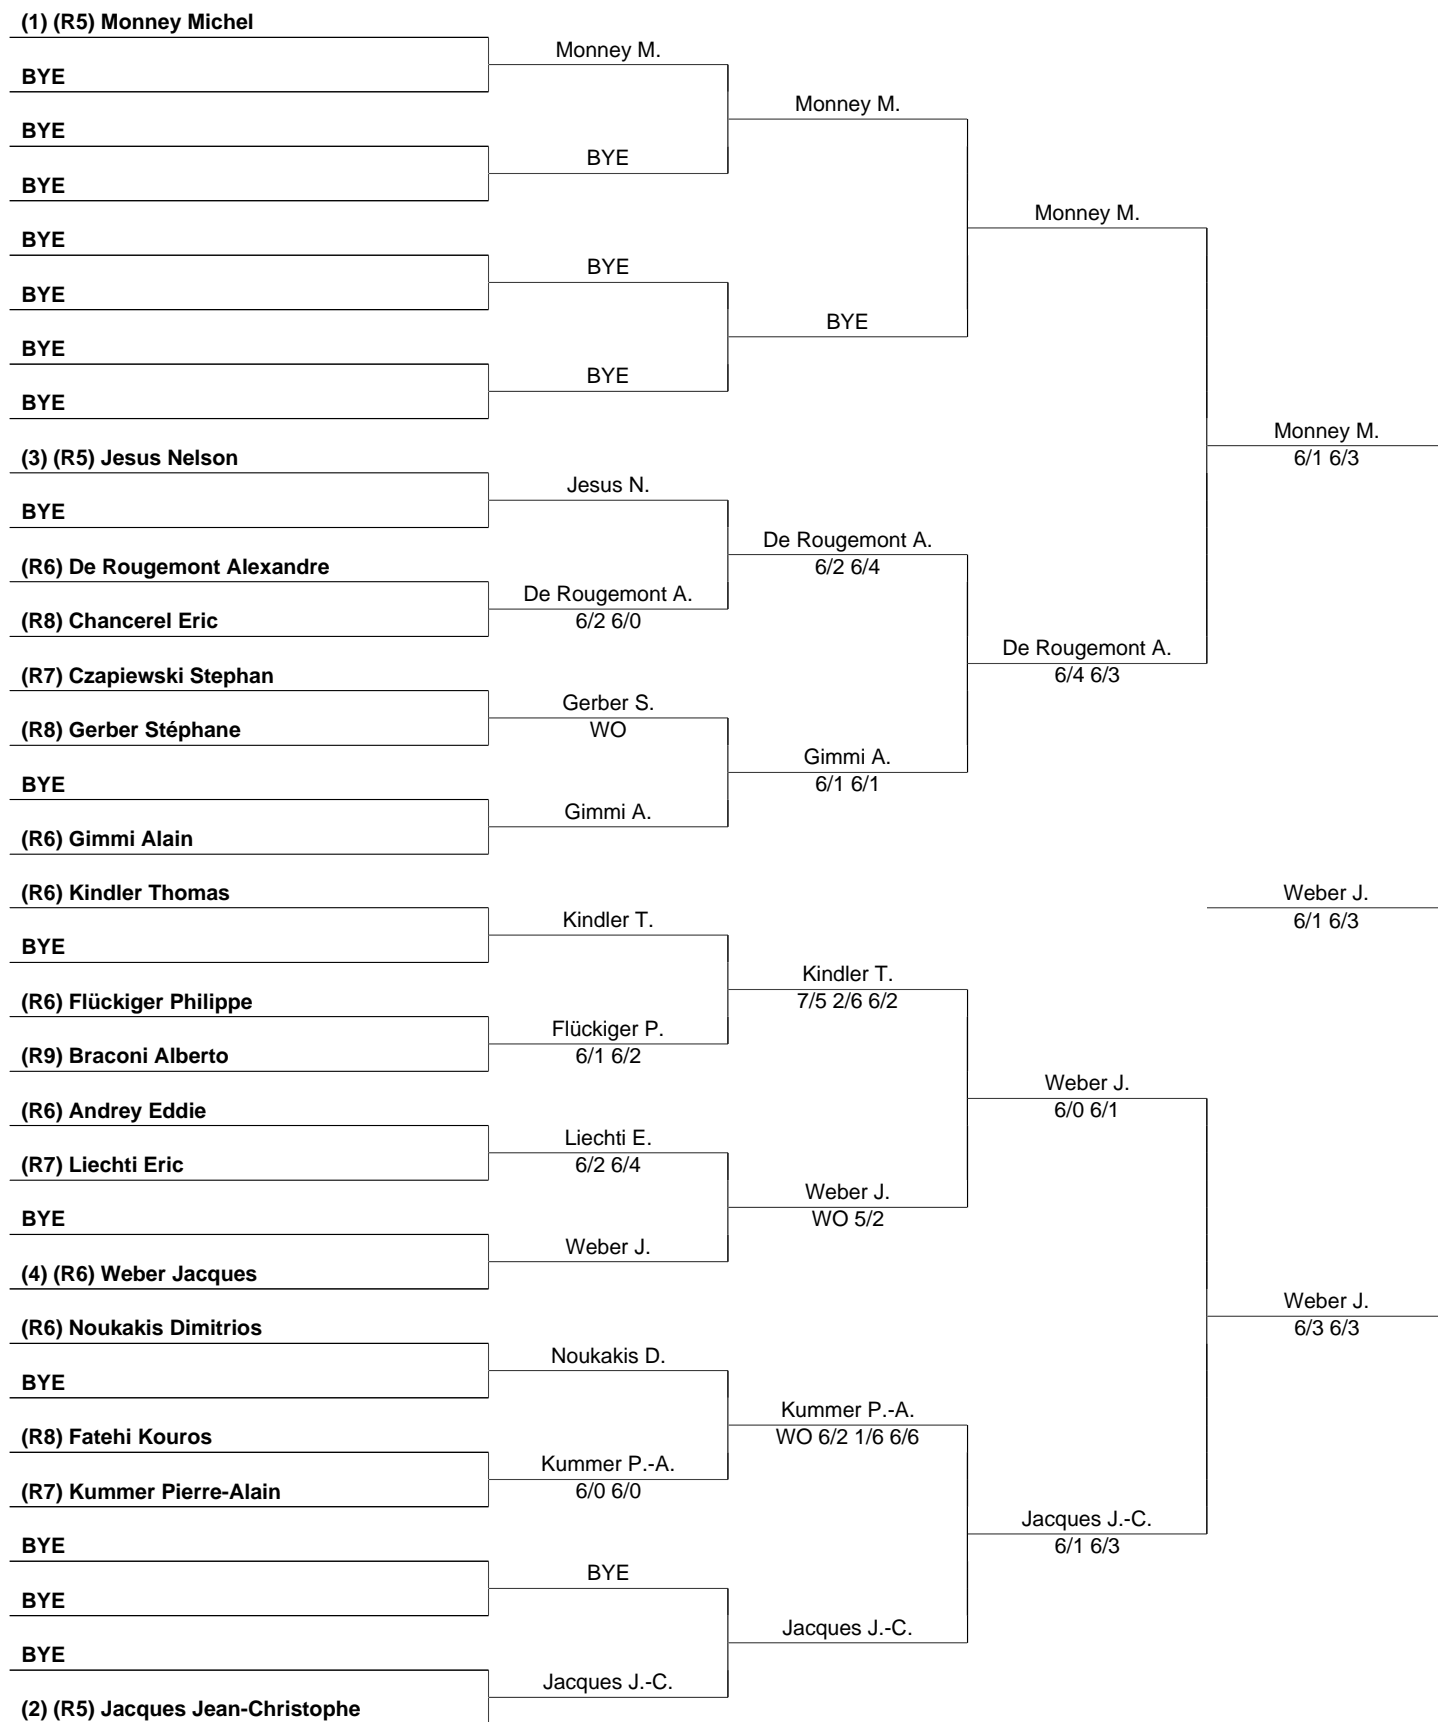 (1) (R5) Monney Michel
Monney M.
BYE
Monney M.
BYE
BYE
BYE
Monney M.
BYE
BYE
BYE
BYE
BYE
BYE
BYE
Monney M.
6/1 6/3
(3) (R5) Jesus Nelson
Jesus N.
BYE
De Rougemont A.
6/2 6/4
(R6) De Rougemont Alexandre
De Rougemont A.
6/2 6/0
(R8) Chancerel Eric
De Rougemont A.
6/4 6/3
(R7) Czapiewski Stephan
Gerber S.
WO
(R8) Gerber Stéphane
Gimmi A.
6/1 6/1
BYE
Gimmi A.
(R6) Gimmi Alain
(R6) Kindler Thomas
Weber J.
6/1 6/3
Kindler T.
BYE
Kindler T.
7/5 2/6 6/2
(R6) Flückiger Philippe
Flückiger P.
6/1 6/2
(R9) Braconi Alberto
Weber J.
6/0 6/1
(R6) Andrey Eddie
Liechti E.
6/2 6/4
(R7) Liechti Eric
Weber J.
WO 5/2
BYE
Weber J.
(4) (R6) Weber Jacques
Weber J.
6/3 6/3
(R6) Noukakis Dimitrios
Noukakis D.
BYE
Kummer P.-A.
WO 6/2 1/6 6/6
(R8) Fatehi Kouros
Kummer P.-A.
6/0 6/0
(R7) Kummer Pierre-Alain
Jacques J.-C.
6/1 6/3
BYE
BYE
BYE
Jacques J.-C.
BYE
Jacques J.-C.
(2) (R5) Jacques Jean-Christophe